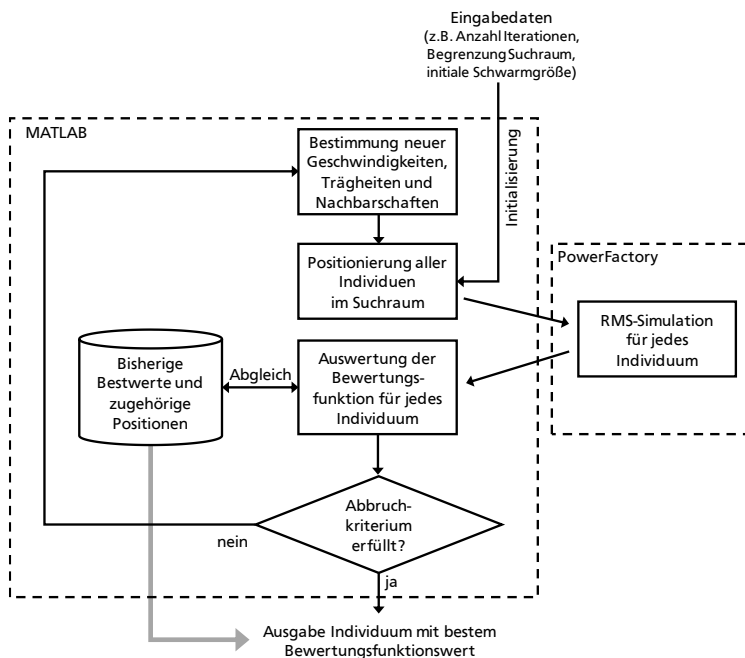 Eingabedaten
(z.B. Anzahl Iterationen,
Begrenzung Suchraum,
initiale Schwarmgröße)
MATLAB
Bestimmung neuer
Geschwindigkeiten,
Trägheiten und
Nachbarschaften
Initialisierung
Positionierung aller
Individuen
im Suchraum
PowerFactory
RMS-Simulation
für jedes
Individuum
Bisherige
Bestwerte und
zugehörige
Positionen
Abgleich
Auswertung der
Bewertungs-
funktion für jedes
Individuum
Abbruch-
kriterium
erfüllt?
nein
ja
Ausgabe Individuum mit bestem
Bewertungsfunktionswert